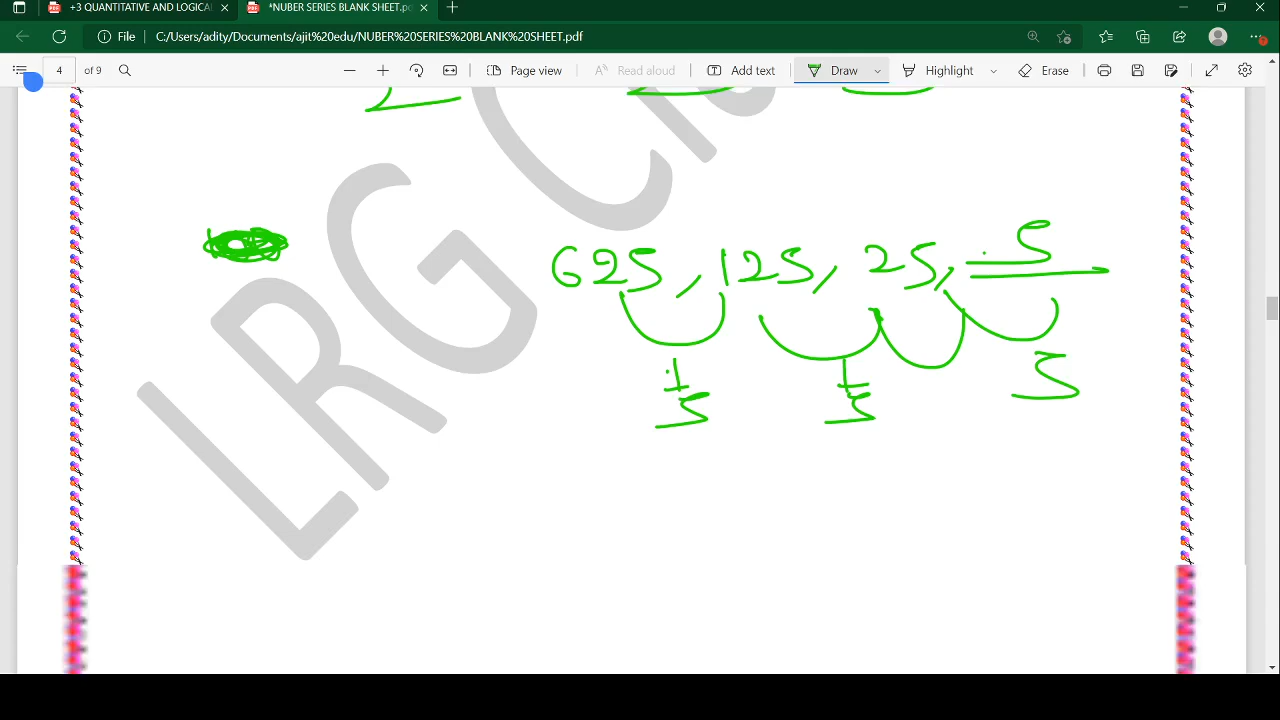 +3 QUANTITATIVE AND LOGICA
*NUBER SERIES BLANK SHEET.pd
File
C:/Users/adity/Documents/ajit%20edu/NUBER%20SERIES%20BLANK%20SHEET.pdf
4 of 9
Page view
Read aloud
Add text
Draw
Highlight
Erase
LRG Cla
625, 125, 25, 5
÷5 ÷5 5